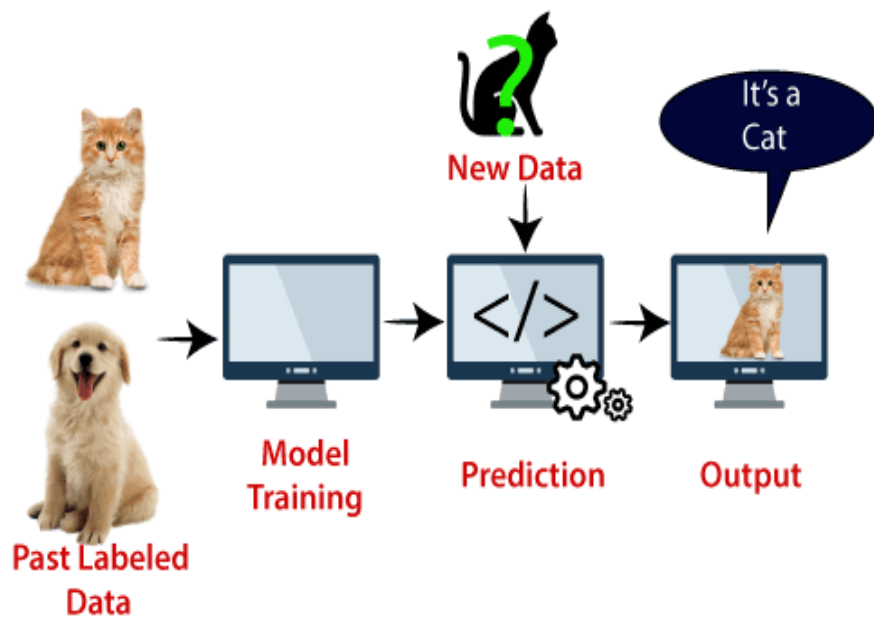 It's a
Cat
New Data
?
</>
Model
Training
Prediction
Output
Past Labeled
Data